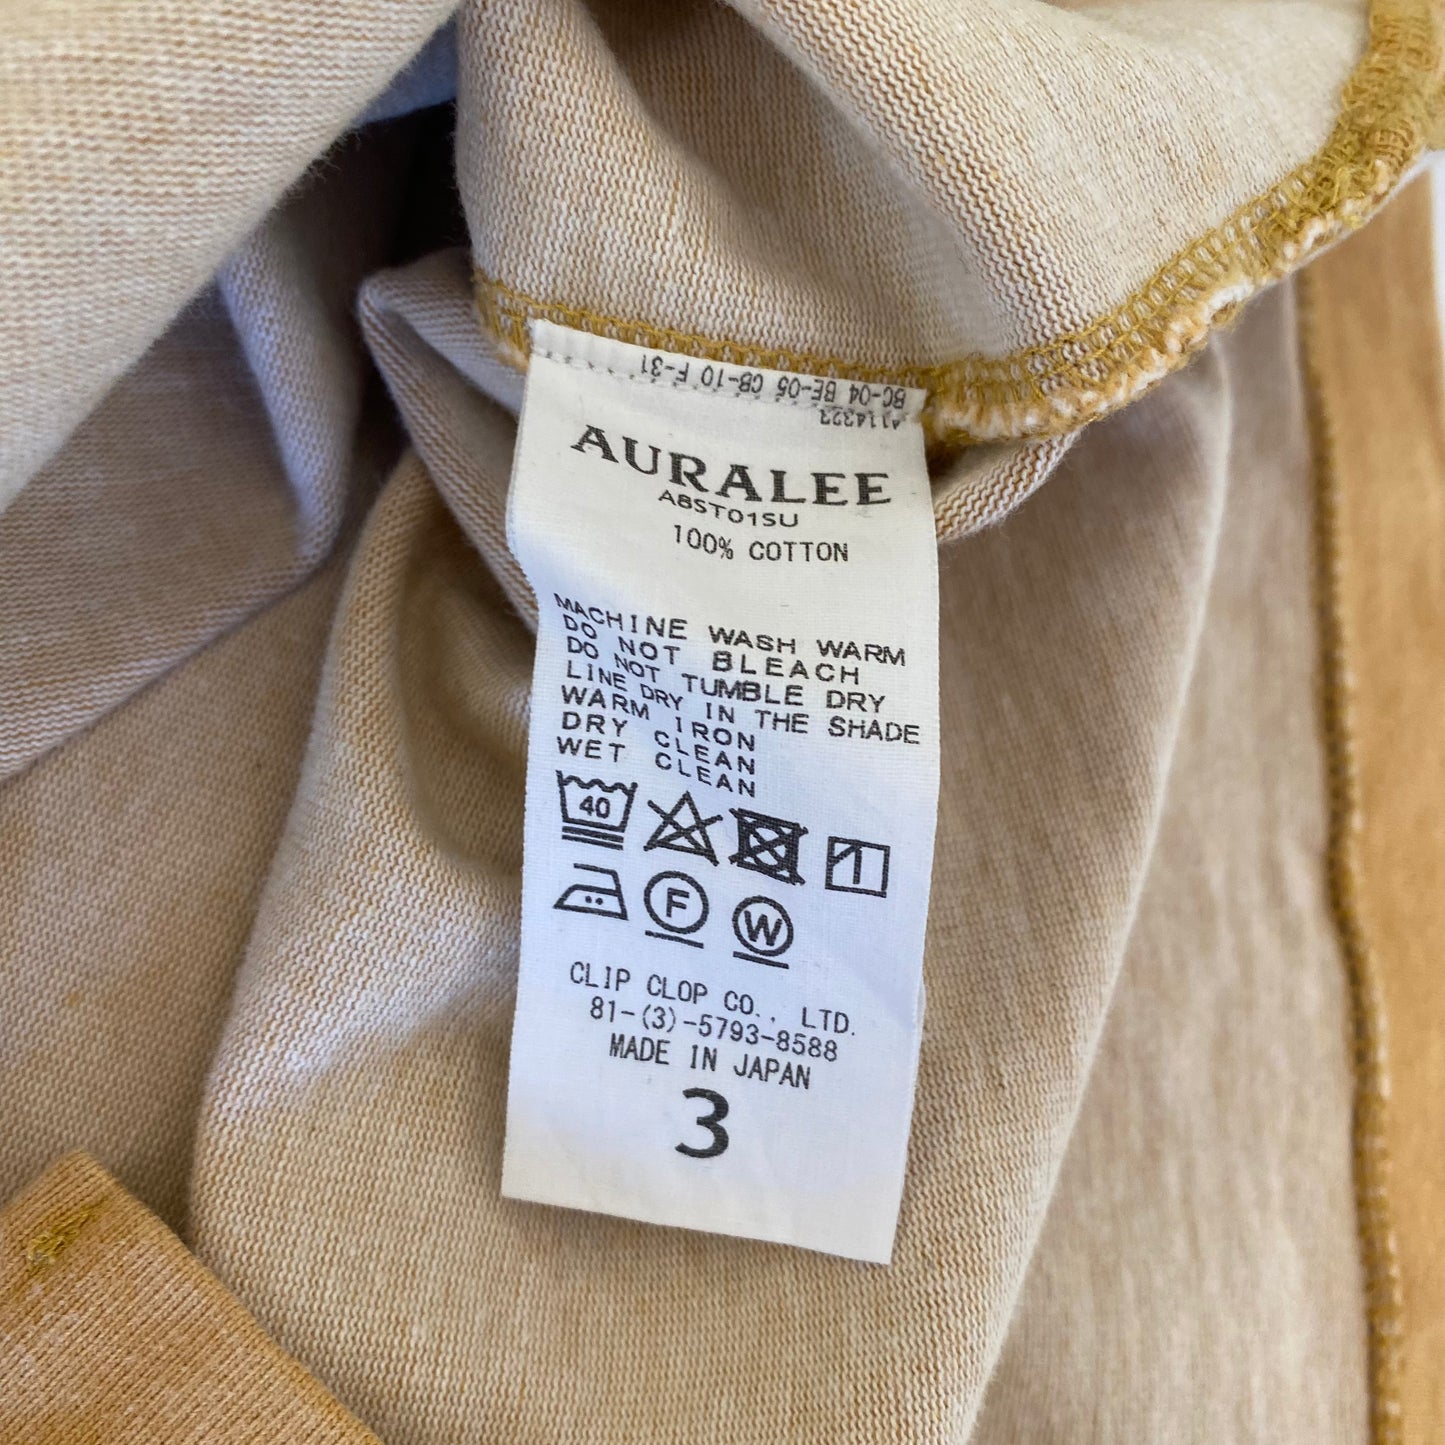 BC-04 BE-05 CB-10 F-31
A114323
AURALEE
A8ST01SU
100% COTTON
MACHINE WASH WARM
DO NOT BLEACH
DO NOT TUMBLE DRY
LINE DRY IN THE SHADE
WARM IRON
DRY CLEAN
WET CLEAN
40
F
W
CLIP CLOP CO., LTD.
81-(3)-5793-8588
MADE IN JAPAN
3